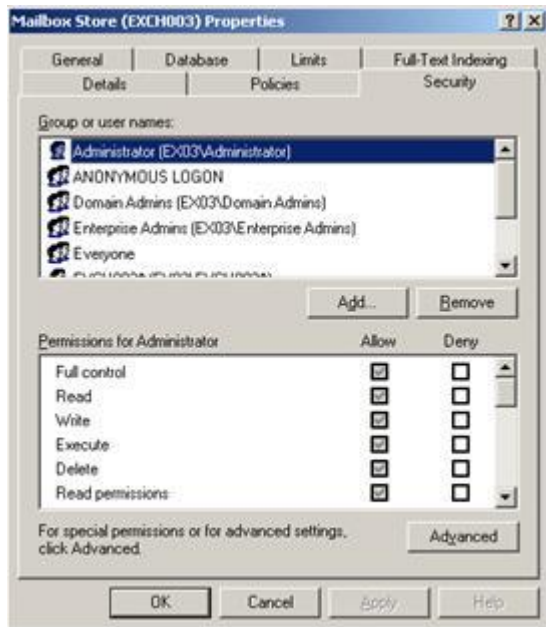 Mailbox Store (EXCH003) Properties
General Database Limits Full-Text Indexing
Details Policies Security
Group or user names:
Administrator (EX03\Administrator)
ANONYMOUS LOGON
Domain Admins (EX03\Domain Admins)
Enterprise Admins (EX03\Enterprise Admins)
Everyone
Add... Remove
Permissions for Administrator Allow Deny
Full control
Read
Write
Execute
Delete
Read permissions
For special permissions or for advanced settings,
click Advanced.
Advanced
OK Cancel Apply Help